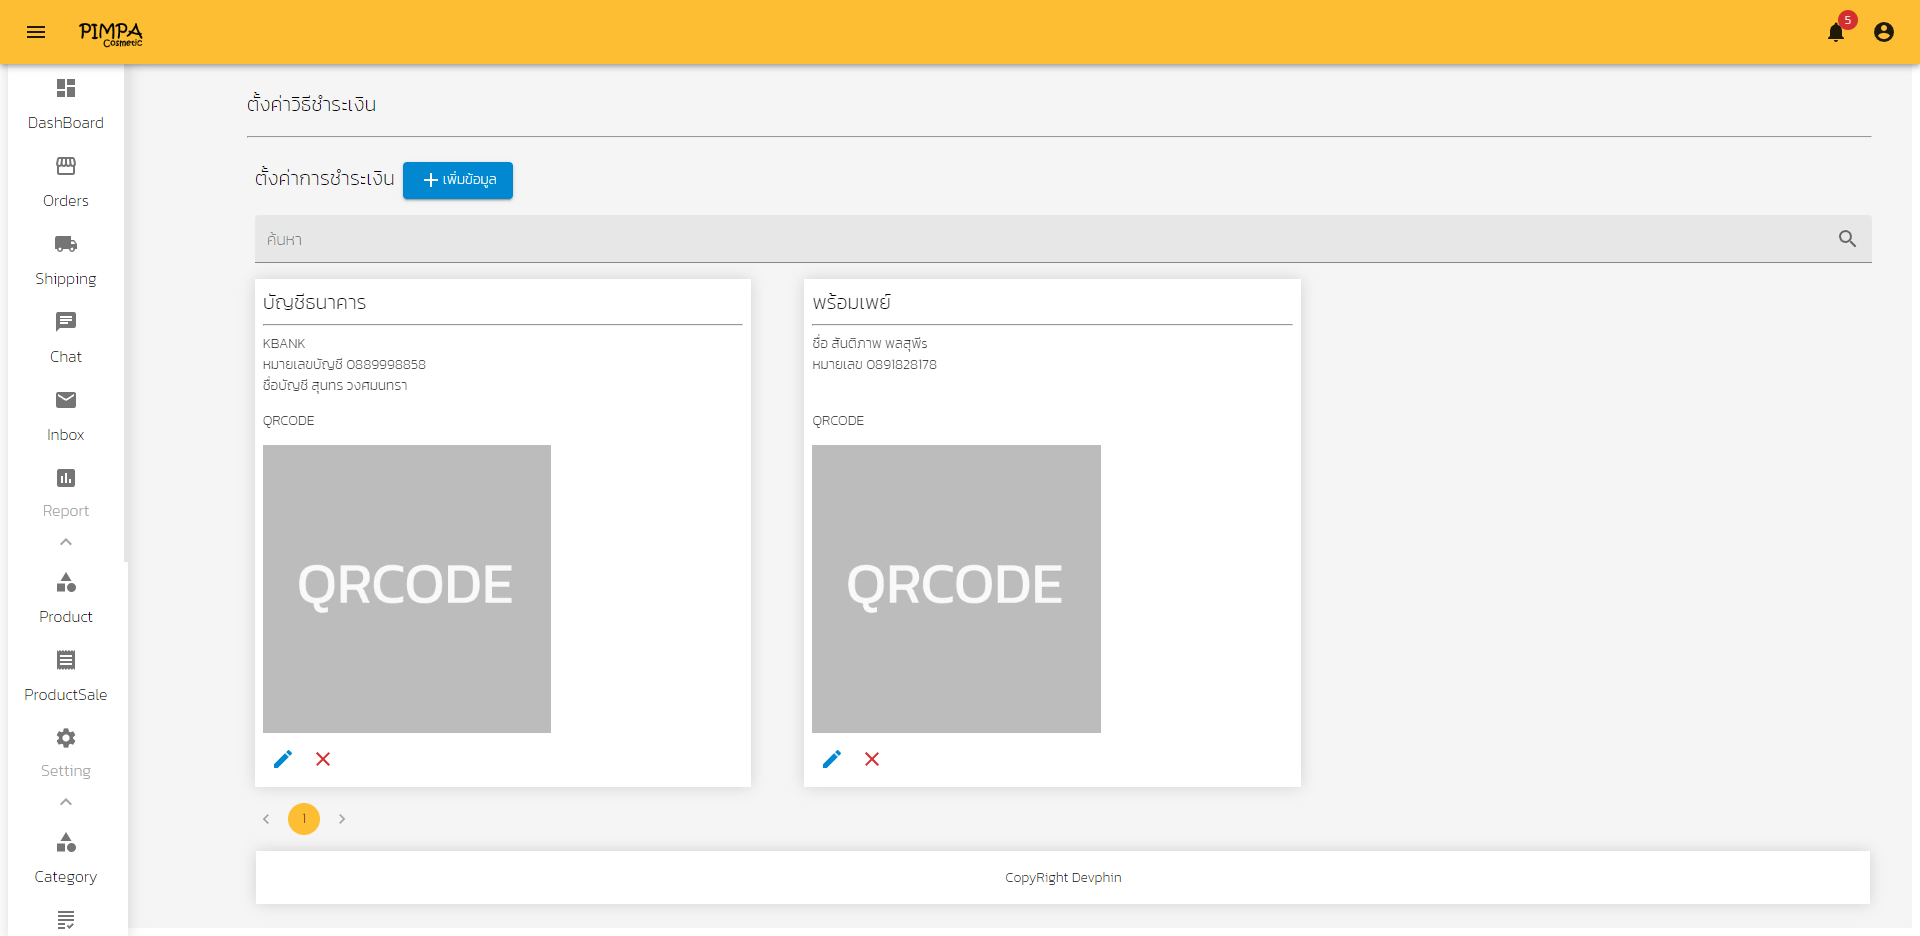 PIMPA
Cosmetic
5
DashBoard
Orders
Shipping
Chat
Inbox
Report
Product
ProductSale
Setting
Category
ตั้งค่าวิธีชำระเงิน
ตั้งค่าการชำระเงิน
เพิ่มข้อมูล
ค้นหา
บัญชีธนาคาร
KBANK
หมายเลขบัญชี 0889998858
ชื่อบัญชี สุนทร วงศมนทรา
QRCODE
QRCODE
พร้อมเพย์
ชื่อ สันติภาพ พลสุพีร
หมายเลข 0891828178
QRCODE
QRCODE
1
CopyRight Devphin